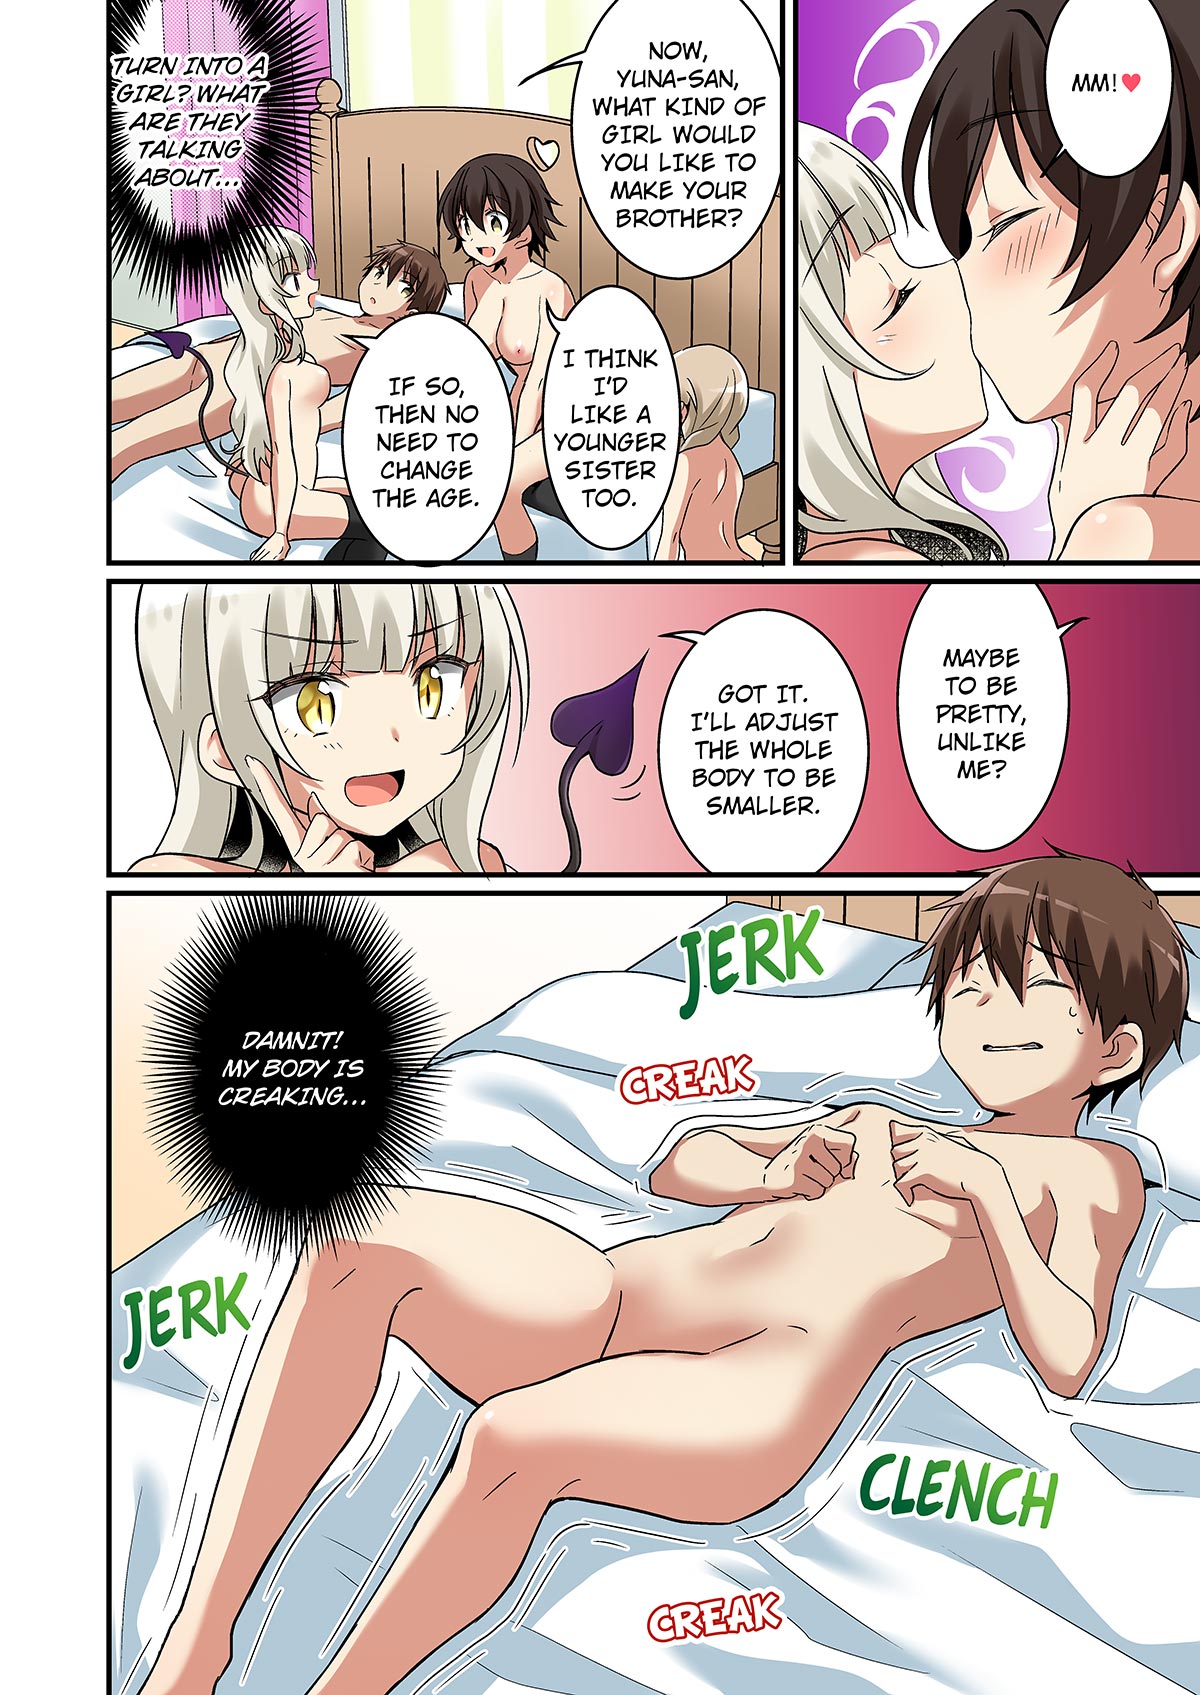 MM!♥
NOW,
YUNA-SAN,
WHAT KIND OF
GIRL WOULD
YOU LIKE TO
MAKE YOUR
BROTHER?
I THINK
I'D
LIKE A
YOUNGER
SISTER
TOO.
IF SO,
THEN NO
NEED TO
CHANGE
THE AGE.
TURN INTO A
GIRL? WHAT
ARE THEY
TALKING
ABOUT...
MAYBE
TO BE
PRETTY,
UNLIKE
ME?
GOT IT.
I'LL ADJUST
THE WHOLE
BODY TO BE
SMALLER.
JERK
CREAK
DAMNIT!
MY BODY IS
CREAKING...
JERK
CLENCH
CREAK